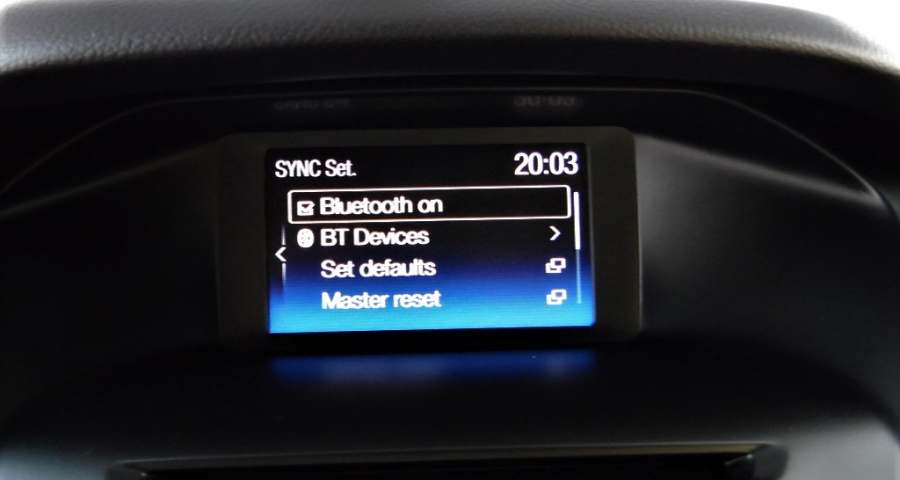 SYNC Set. 20:03
Bluetooth on
BT Devices
Set defaults
Master reset